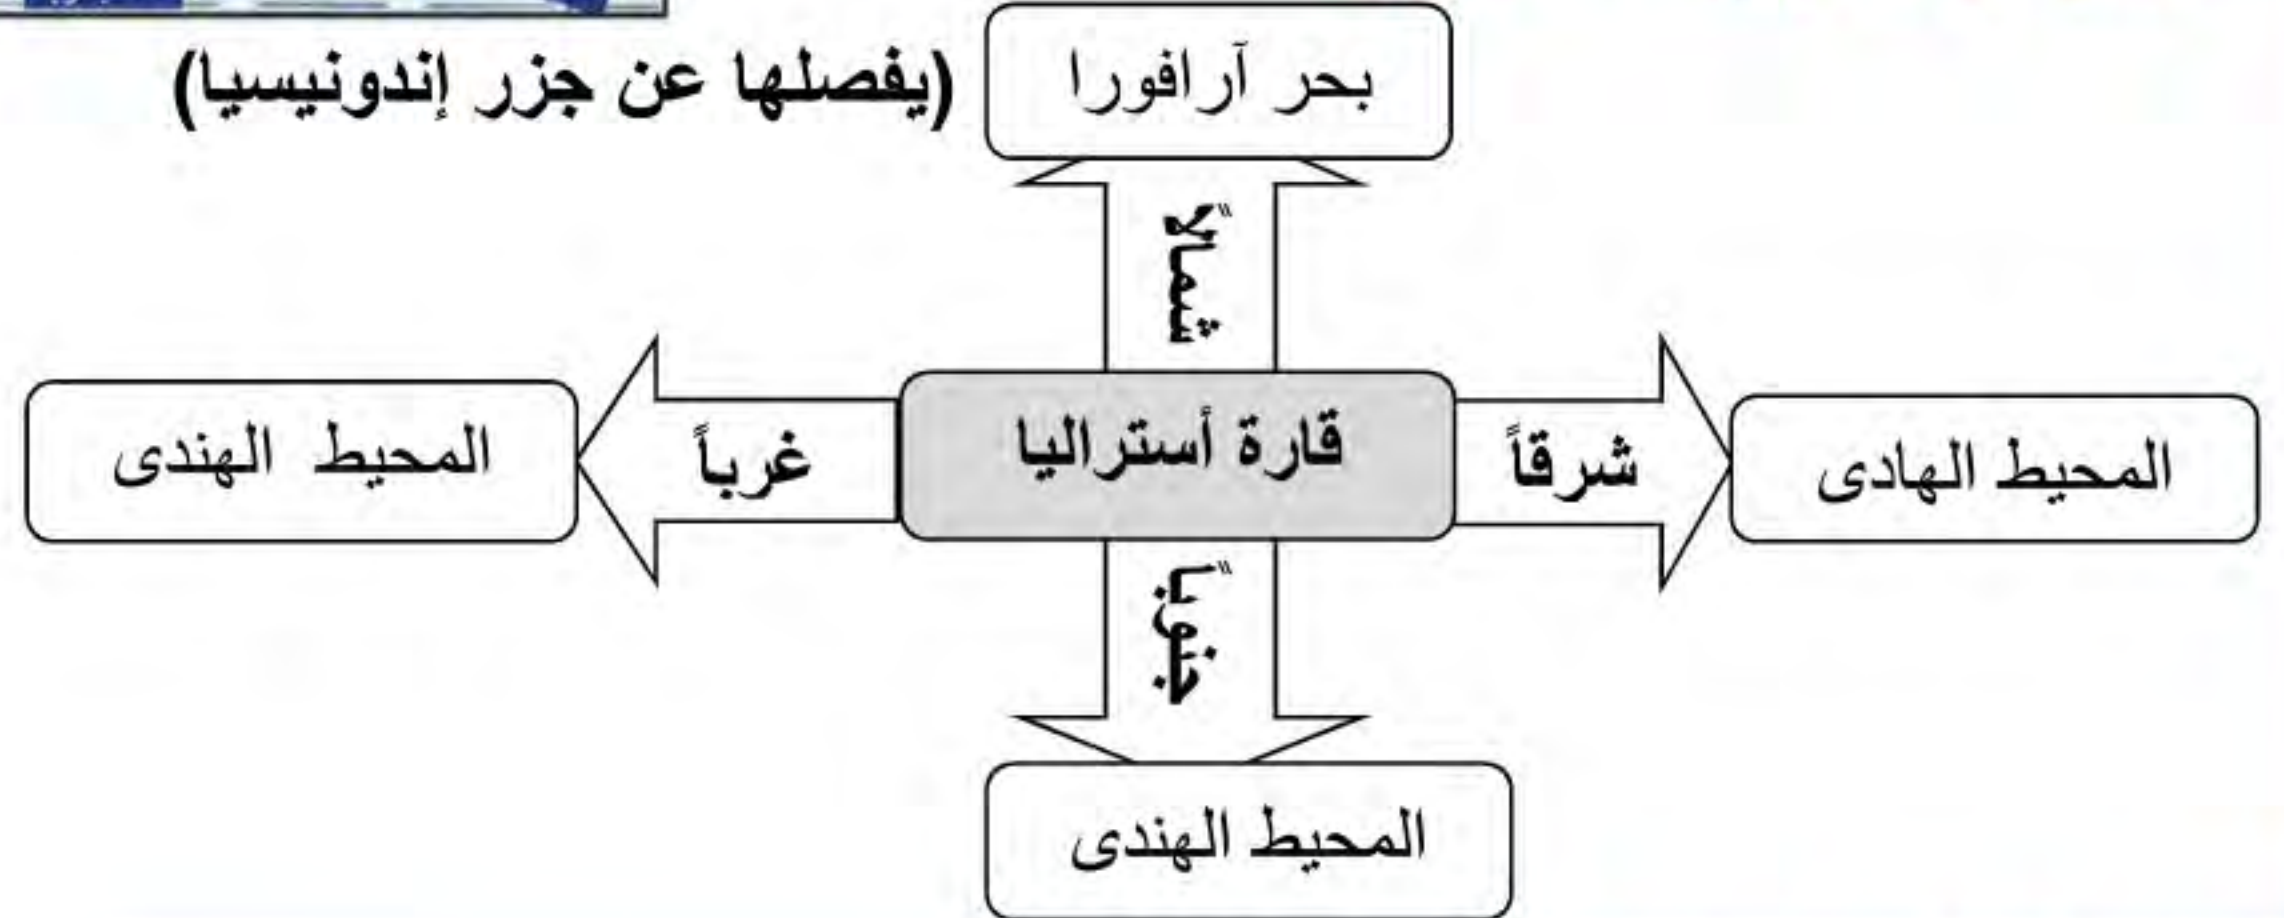 بحر آرافورا (يفصلها عن جزر إندونيسيا)
شمالاً
المحيط الهادى
شرقاً
قارة أستراليا
غرباً
المحيط الهندى
جنوباً
المحيط الهندى